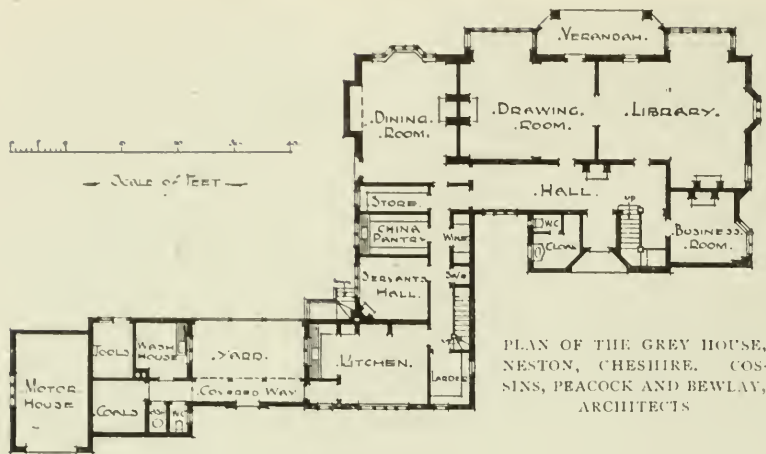 .VERANDAH.
.DINING.
ROOM.
.DRAWING.
.ROOM.
.LIBRARY.
SCALE OF FEET
.HALL.
UP
STORE.
W.C.
CLOAK
BUSINESS.
ROOM.
CHINA
PANTRY
WINE
SERVANTS
HALL.
TOOLS
WASH
HOUSE
.YARD.
KITCHEN.
LARDER
MOTOR
HOUSE
COALS
WC
COVERED WAY
PLAN OF THE GREY HOUSE,
NESTON, CHESHIRE. COS-
SINS, PEACOCK AND BEWLAY,
ARCHITECTS